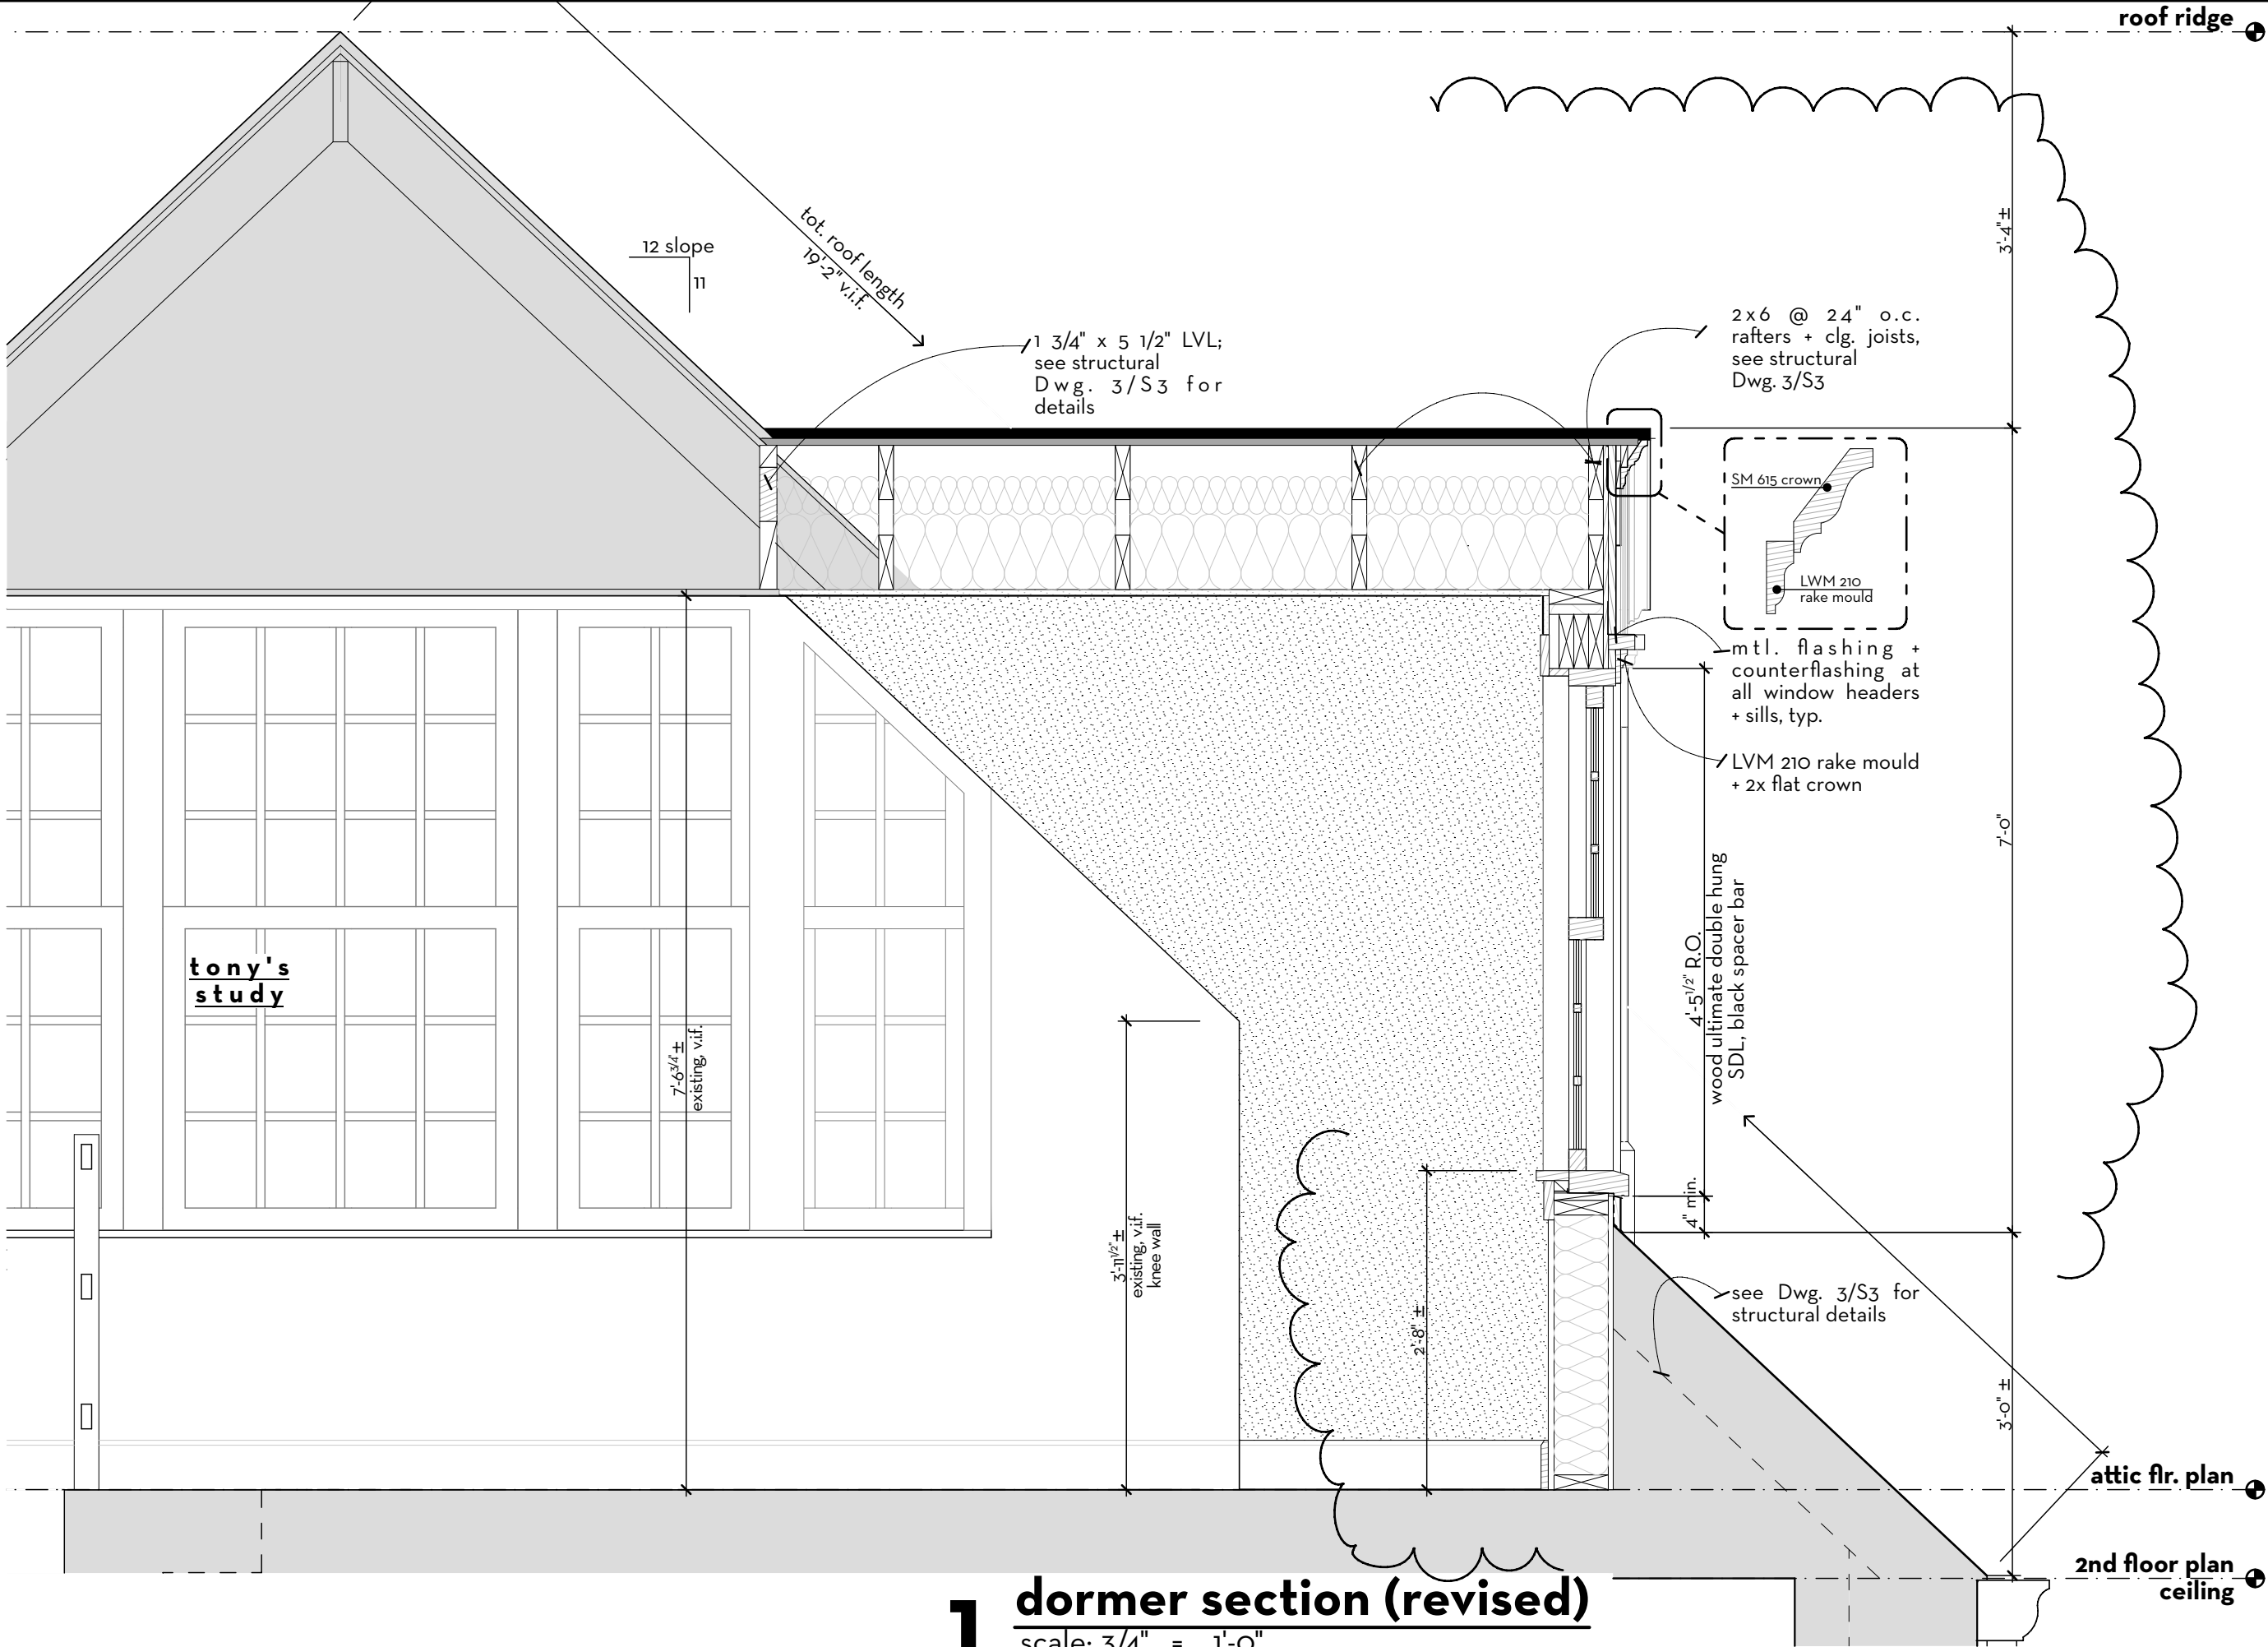 roof ridge
12 slope
11
tot. roof length
19'-2" v.i.f.
3'-4"±
1 3/4" x 5 1/2" LVL;
see structural
Dwg. 3/S3 for
details
2x6 @ 24" o.c.
rafters + clg. joists,
see structural
Dwg. 3/S3
SM 615 crown
LWM 210
rake mould
mtl. flashing +
counterflashing at
all window headers
+ sills, typ.
LVM 210 rake mould
+ 2x flat crown
7'-0"
4'-5 1/2" R.O.
wood ultimate double hung
SDL, black spacer bar
tony's
study
7'-6 3/4" ±
existing, v.i.f.
3'-11 1/2" ±
existing, v.i.f.
knee wall
2'-8" ±
4" min.
see Dwg. 3/S3 for
structural details
3'-0" ±
attic flr. plan
2nd floor plan
ceiling
1
dormer section (revised)
scale: 3/4" = 1'-0"